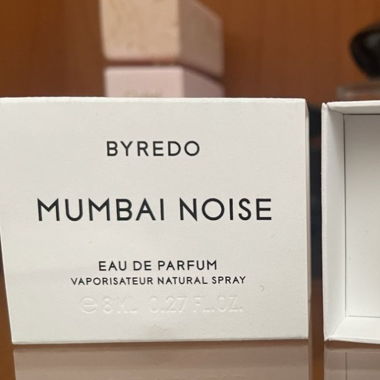 BYREDO
MUMBAI NOISE
EAU DE PARFUM
VAPORISATEUR NATURAL SPRAY
℮ 8 ML 0.27 FL.OZ.